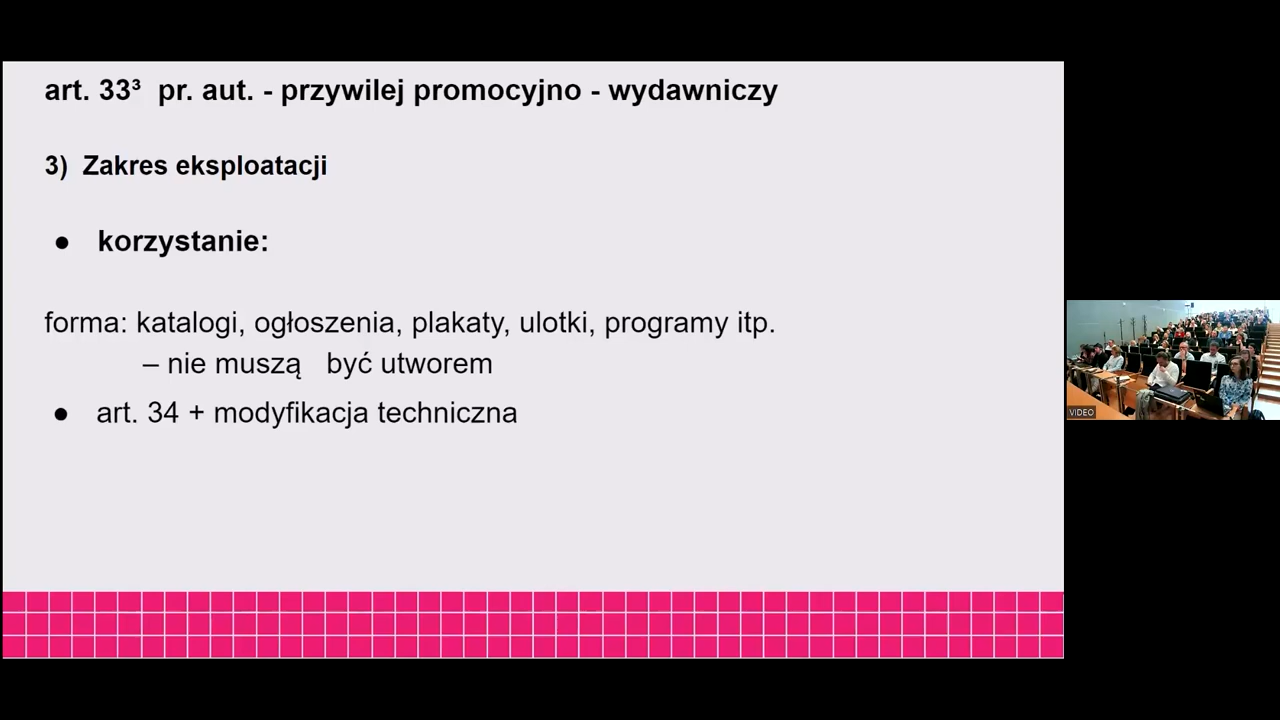 art. 33³ pr. aut. - przywilej promocyjno - wydawniczy
3) Zakres eksploatacji
● korzystanie:
forma: katalogi, ogłoszenia, plakaty, ulotki, programy itp.
– nie muszą być utworem
● art. 34 + modyfikacja techniczna
VIDEO